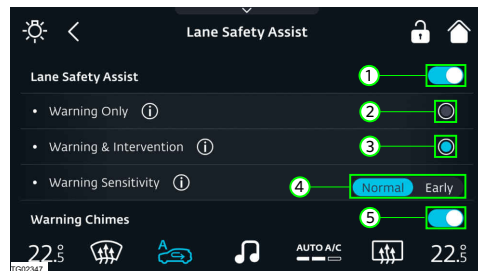 Lane Safety Assist
Lane Safety Assist 1
• Warning Only i 2
• Warning & Intervention i 3
• Warning Sensitivity i 4 Normal Early
Warning Chimes 5
22.5 A AUTO A/C 22.5
TG02347